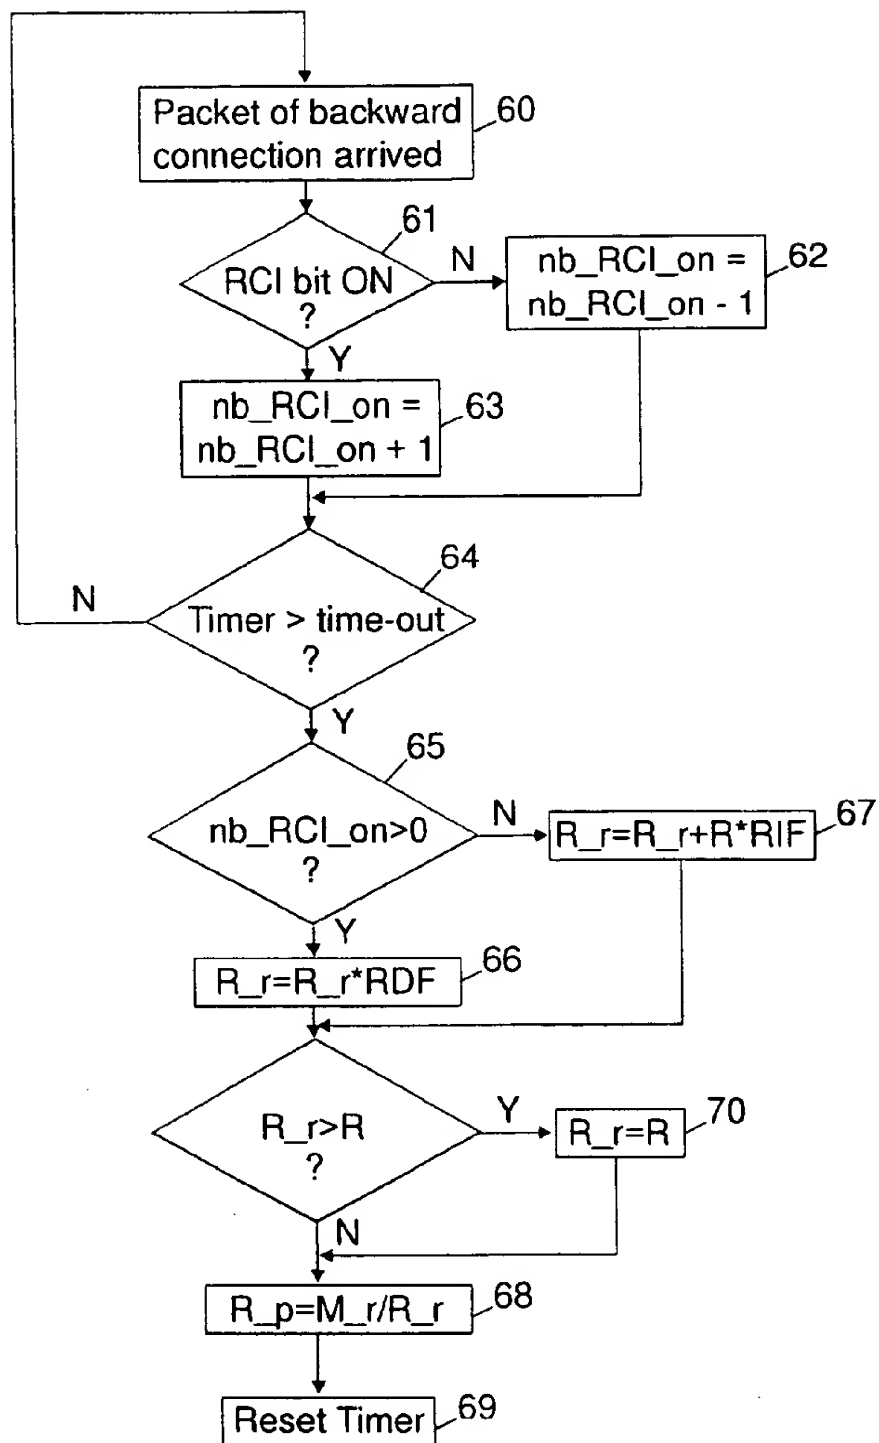 Packet of backward
connection arrived
60
61
RCI bit ON
?
N
nb_RCI_on =
nb_RCI_on - 1
62
Y
nb_RCI_on =
nb_RCI_on + 1
63
64
N
Timer > time-out
?
Y
65
nb_RCI_on>0
?
N
R_r=R_r+R*RIF
67
Y
R_r=R_r*RDF
66
R_r>R
?
Y
R_r=R
70
N
R_p=M_r/R_r
68
Reset Timer
69